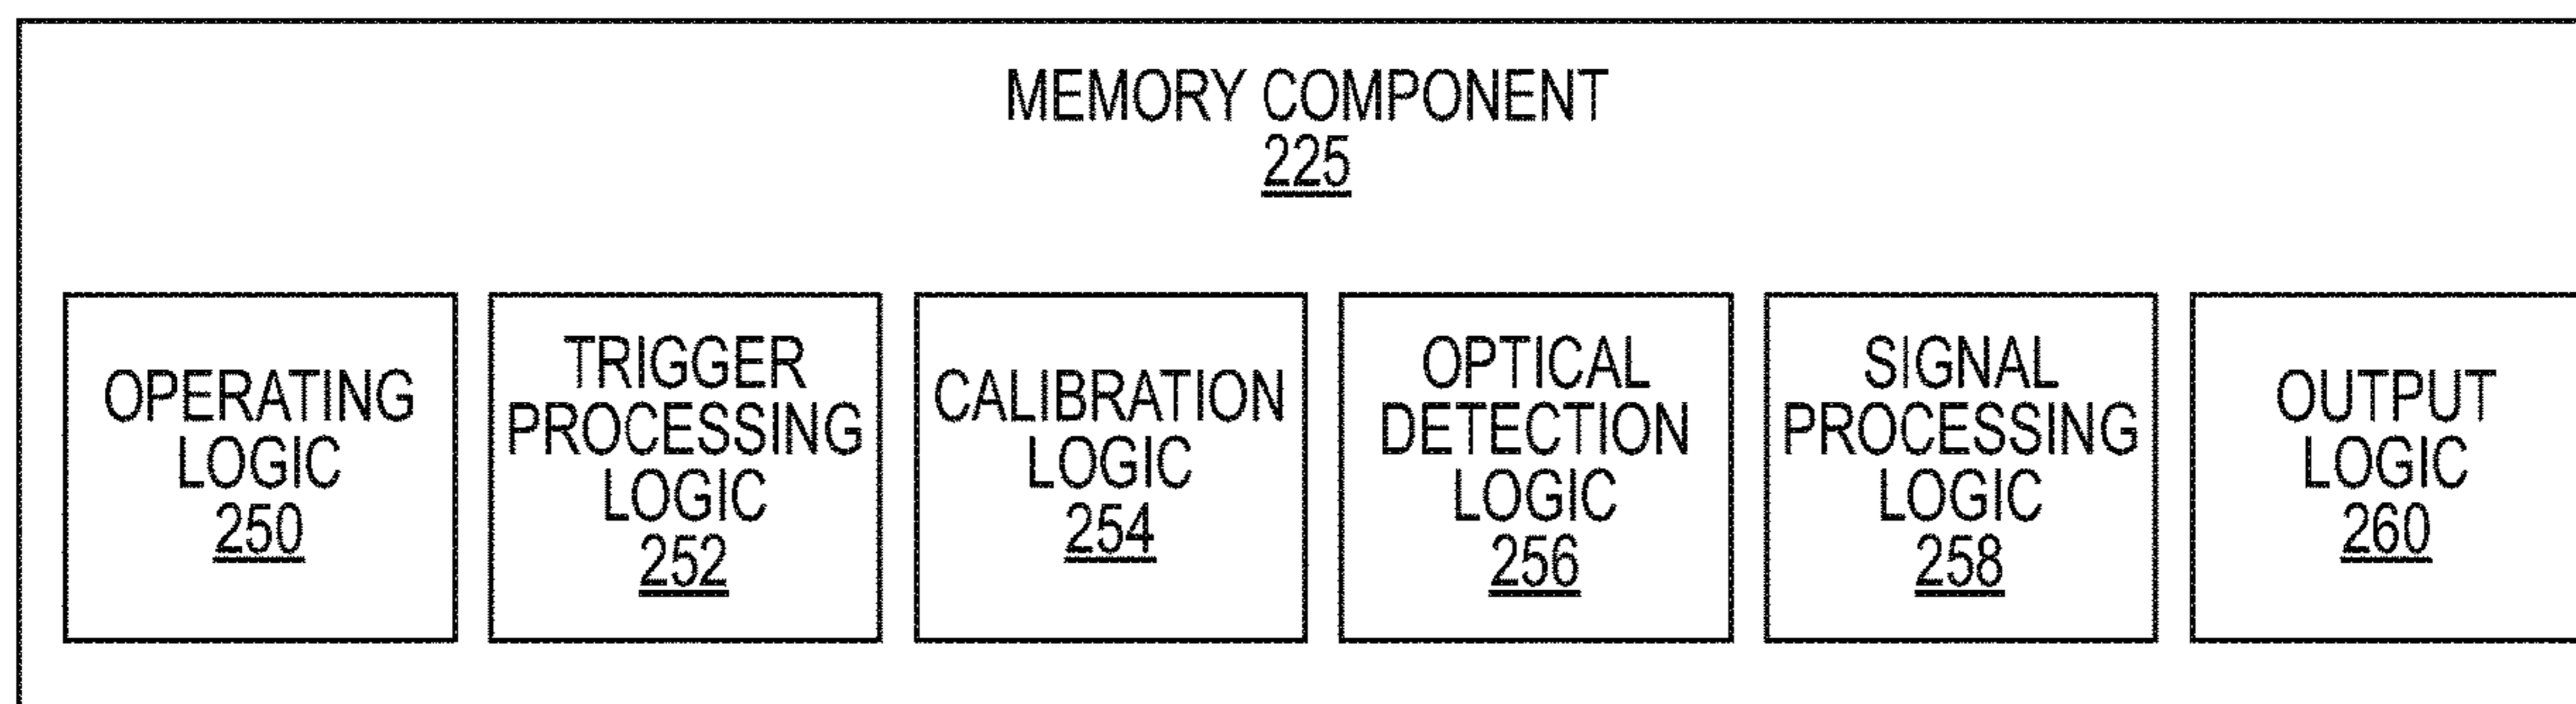 MEMORY COMPONENT
225
OPERATING
LOGIC
250
TRIGGER
PROCESSING
LOGIC
252
CALIBRATION
LOGIC
254
OPTICAL
DETECTION
LOGIC
256
SIGNAL
PROCESSING
LOGIC
258
OUTPUT
LOGIC
260